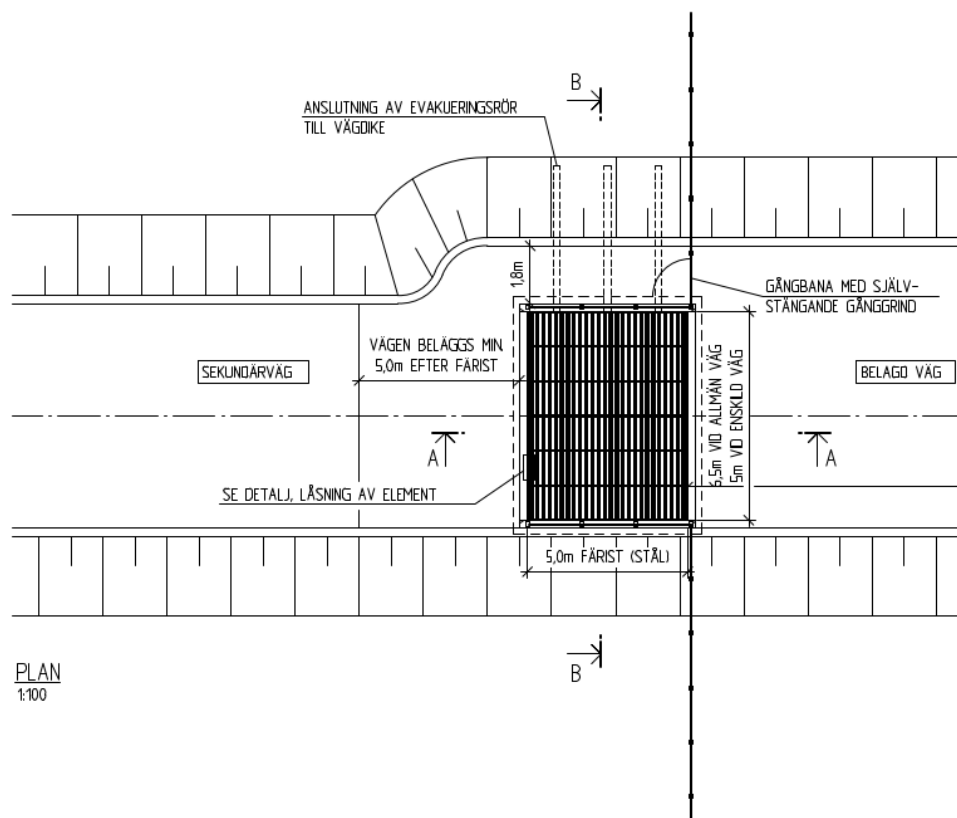 B
ANSLUTNING AV EVAKUERINGSRÖR
TILL VÄGDIKE
1,8m
GÅNGBANA MED SJÄLV-
STÄNGANDE GÅNGGRIND
VÄGEN BELÄGGS MIN.
5,0m EFTER FÄRIST
SEKUNDÄRVÄG
BELAGD VÄG
6,5m VID ALLMÄN VÄG
5m VID ENSKILD VÄG
A
A
SE DETALJ, LÅSNING AV ELEMENT
5,0m FÄRIST (STÅL)
B
PLAN
1:100